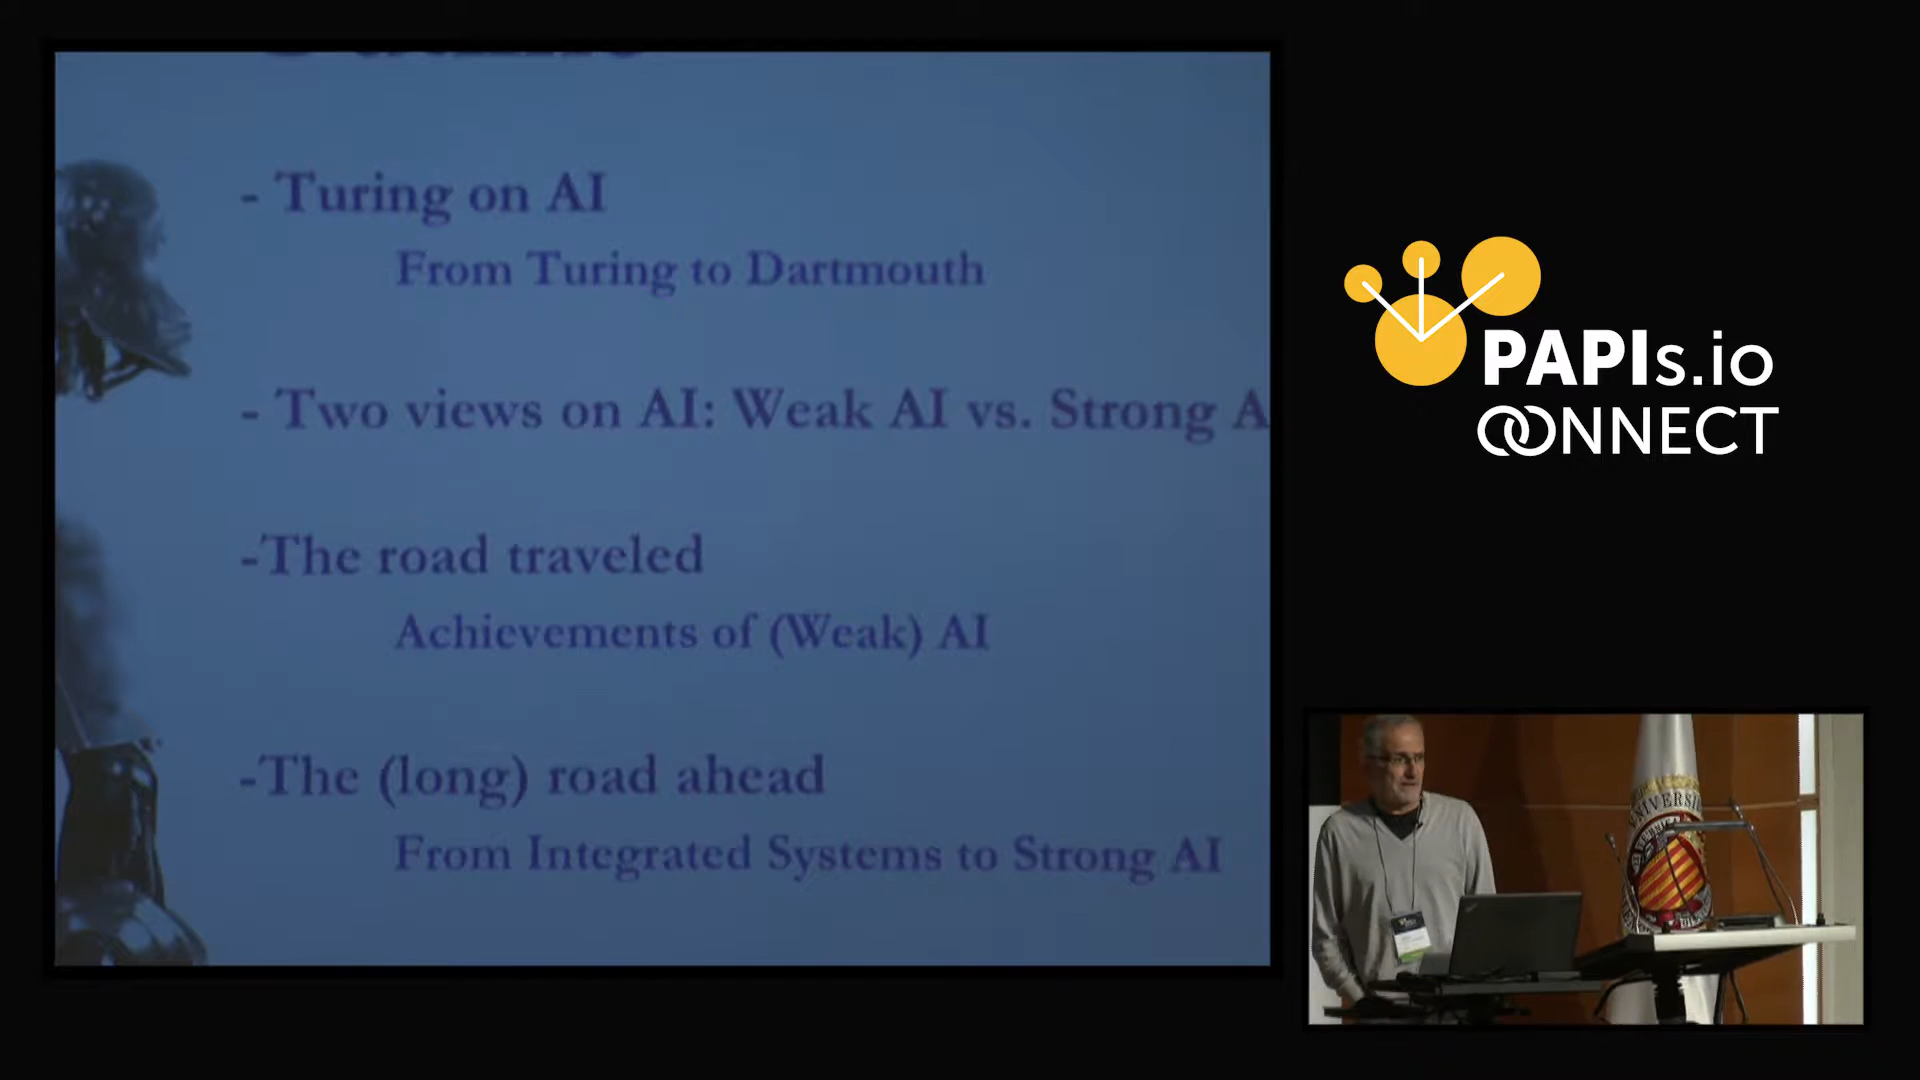 - Turing on AI
From Turing to Dartmouth
- Two views on AI: Weak AI vs. Strong A
-The road traveled
Achievements of (Weak) AI
-The (long) road ahead
From Integrated Systems to Strong AI
PAPIs.io
CONNECT